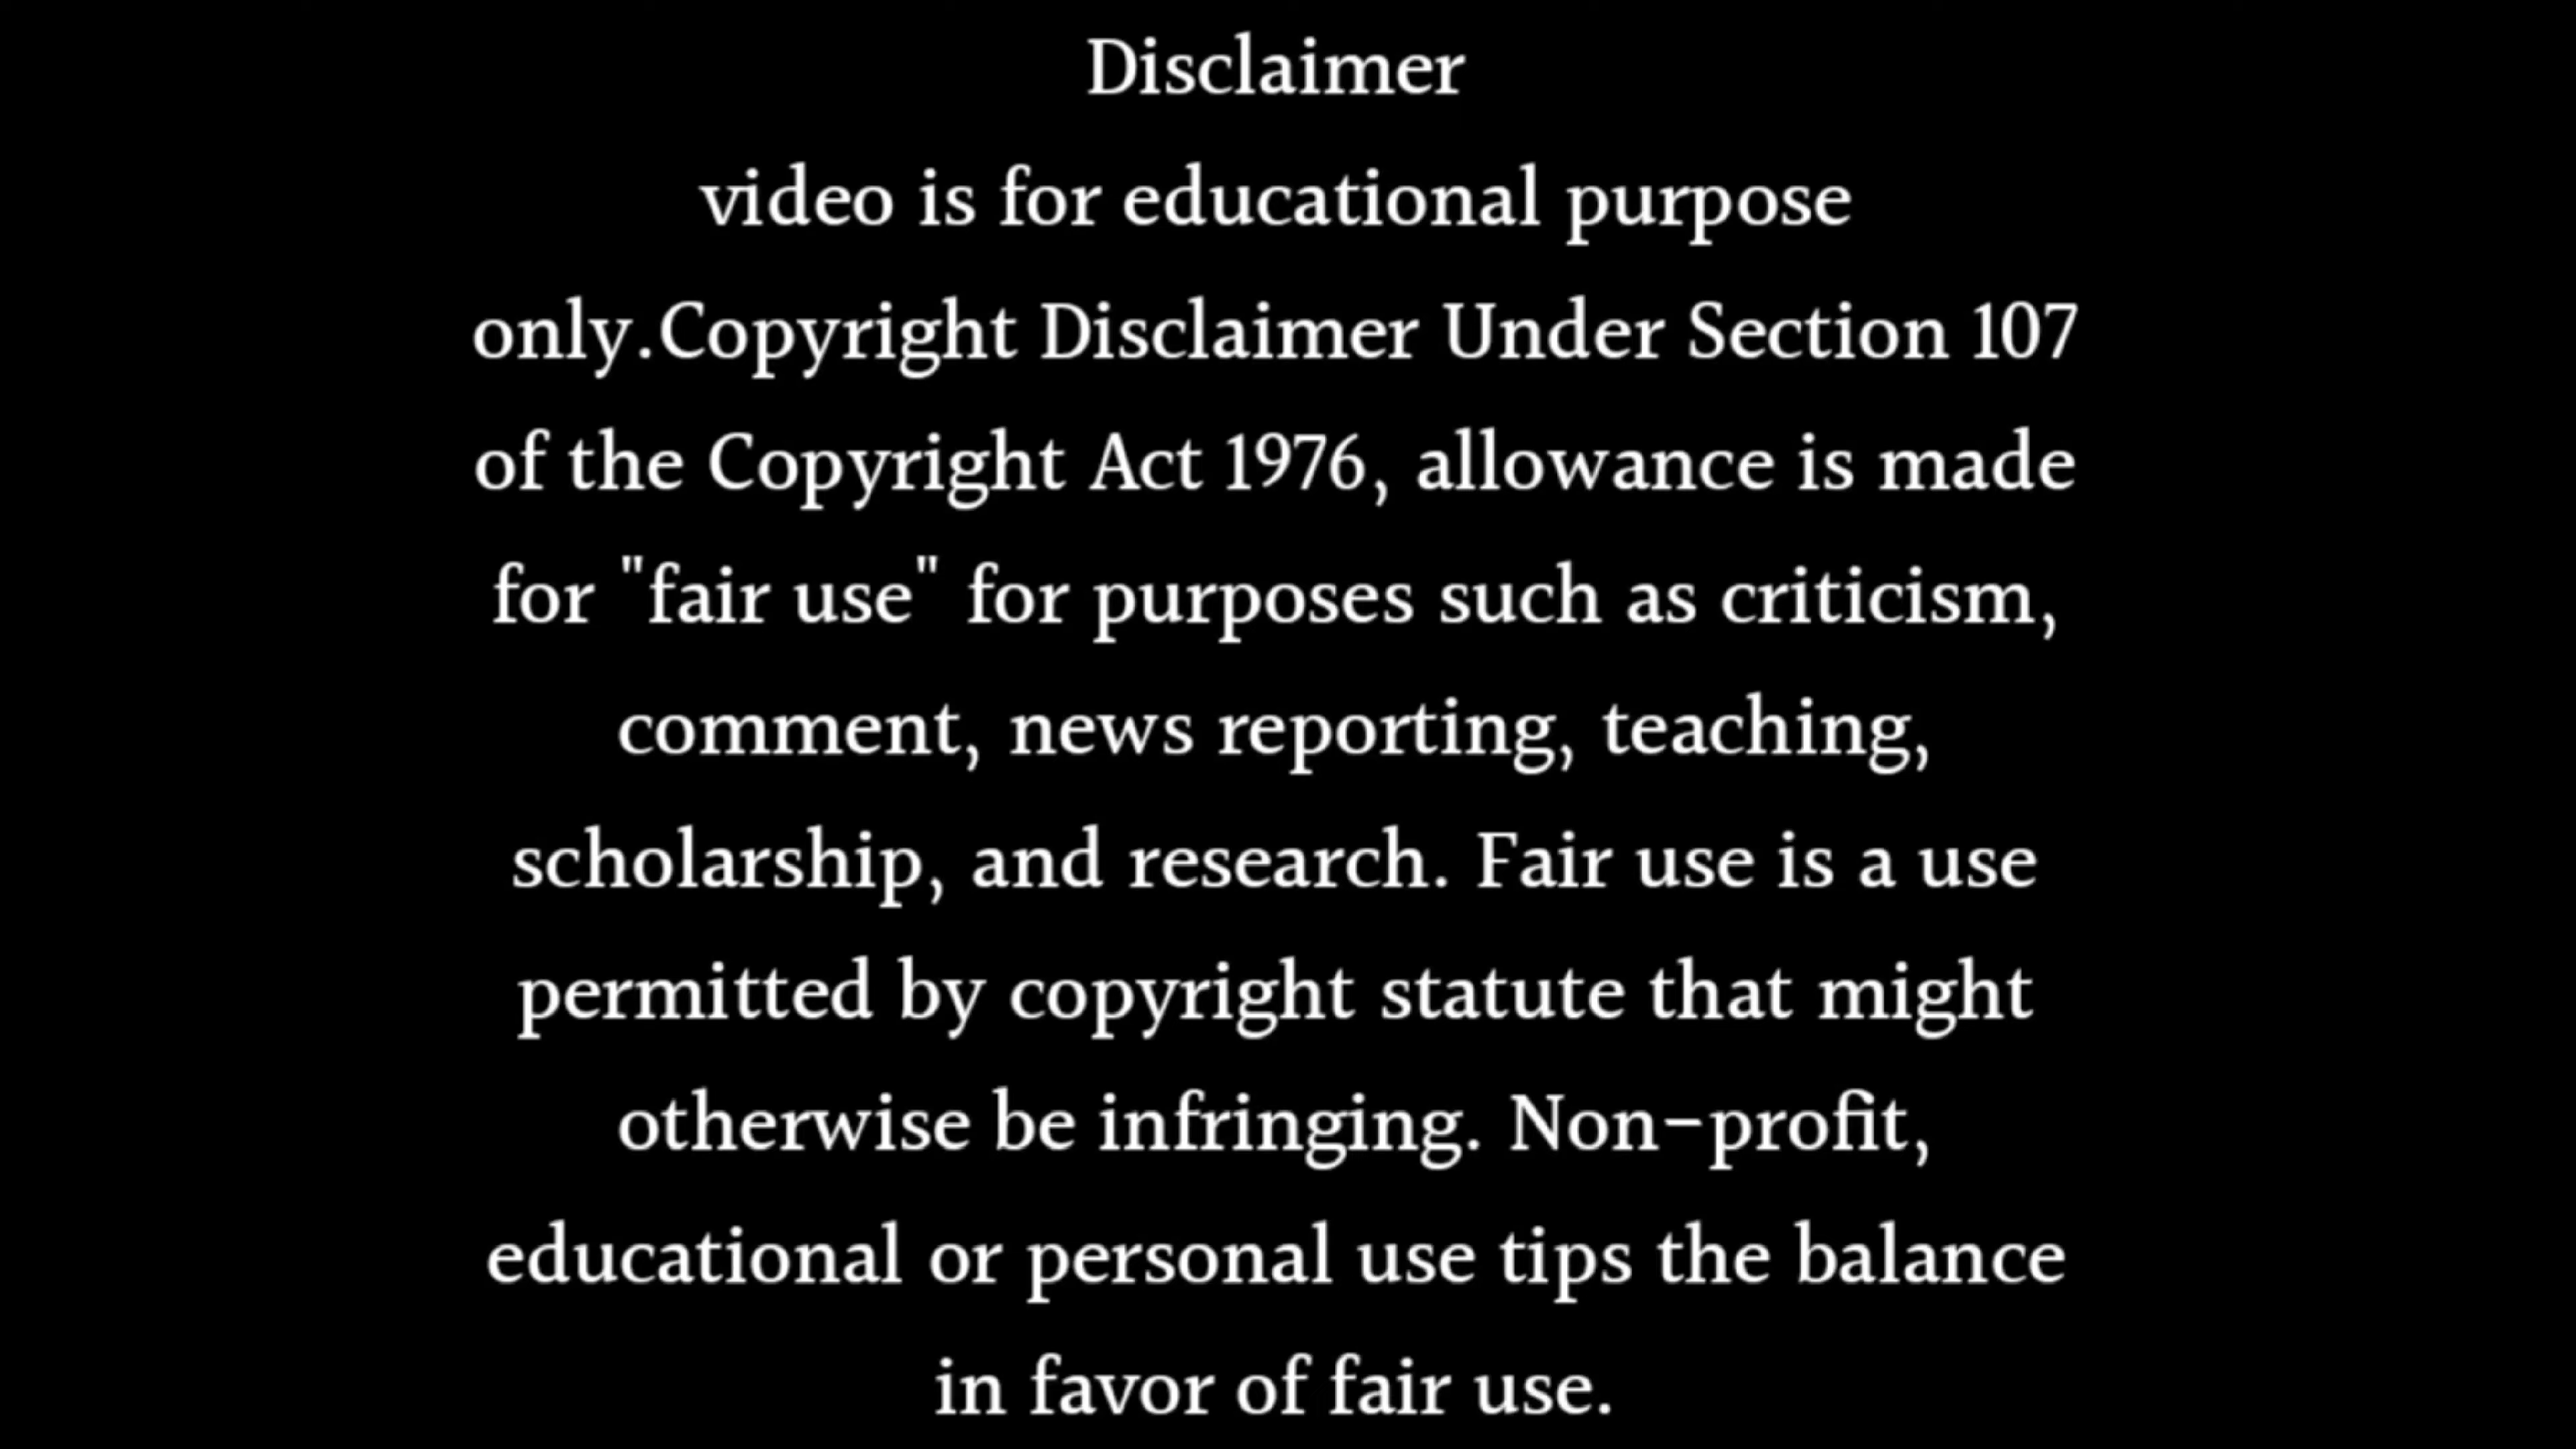 Disclaimer
video is for educational purpose
only.Copyright Disclaimer Under Section 107
of the Copyright Act 1976, allowance is made
for "fair use" for purposes such as criticism,
comment, news reporting, teaching,
scholarship, and research. Fair use is a use
permitted by copyright statute that might
otherwise be infringing. Non-profit,
educational or personal use tips the balance
in favor of fair use.